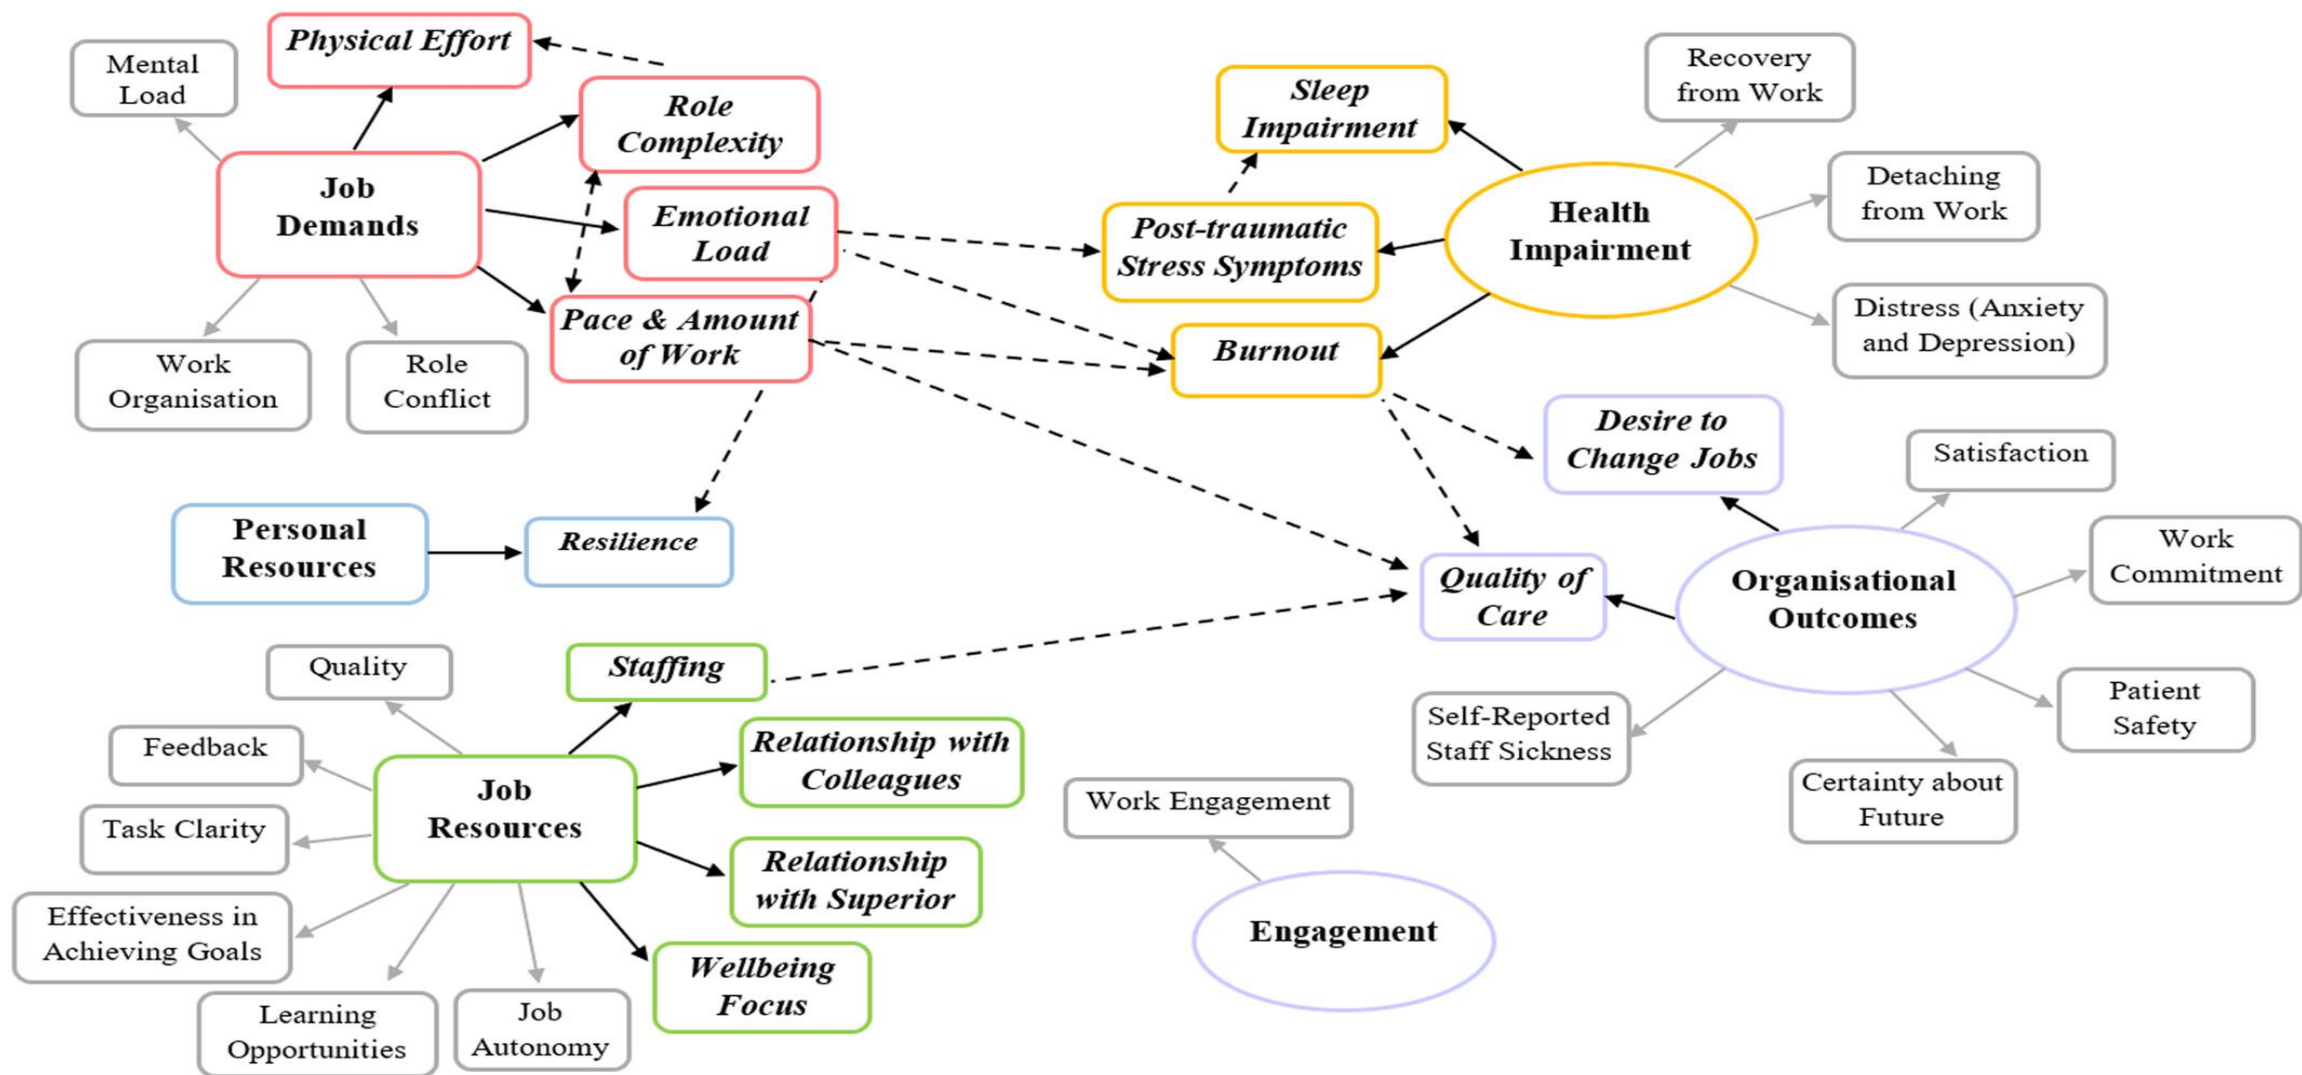 Physical Effort
Mental
Load
Role
Complexity
Job
Demands
Emotional
Load
Pace & Amount
of Work
Work
Organisation
Role
Conflict
Sleep
Impairment
Recovery
from Work
Post-traumatic
Stress Symptoms
Health
Impairment
Detaching
from Work
Burnout
Distress (Anxiety
and Depression)
Desire to
Change Jobs
Satisfaction
Personal
Resources
Resilience
Quality of
Care
Organisational
Outcomes
Work
Commitment
Quality
Staffing
Feedback
Relationship with
Colleagues
Job
Resources
Task Clarity
Relationship
with Superior
Effectiveness in
Achieving Goals
Wellbeing
Focus
Learning
Opportunities
Job
Autonomy
Self-Reported
Staff Sickness
Patient
Safety
Certainty about
Future
Work Engagement
Engagement